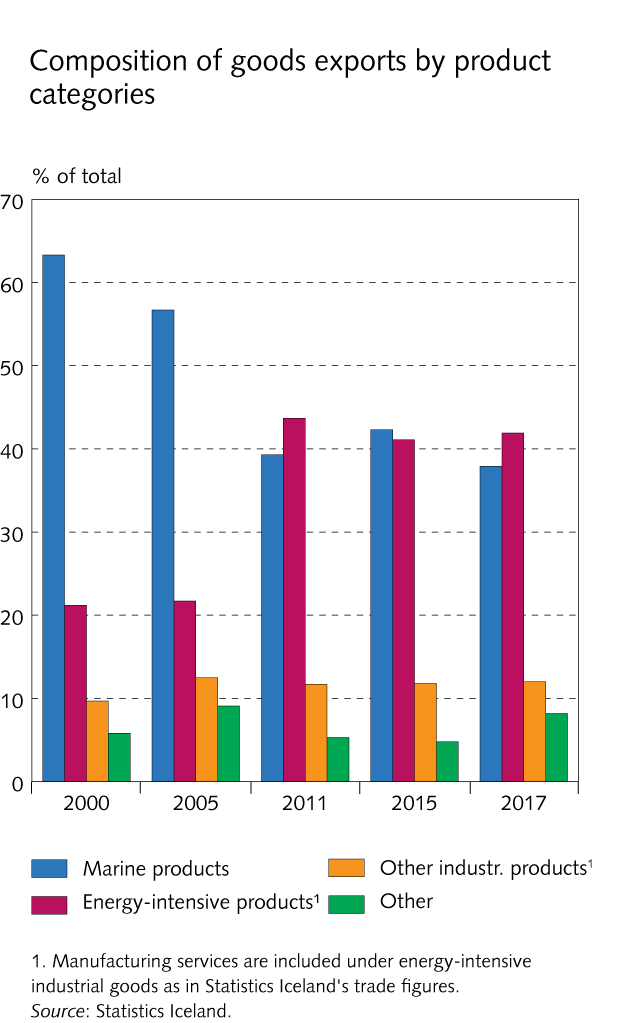 Composition of goods exports by product
categories
% of total
70
60
50
40
30
20
10
0
2000 2005 2011 2015 2017
Marine products
Other industr. products¹
Energy-intensive products¹
Other
1. Manufacturing services are included under energy-intensive
industrial goods as in Statistics Iceland's trade figures.
Source: Statistics Iceland.